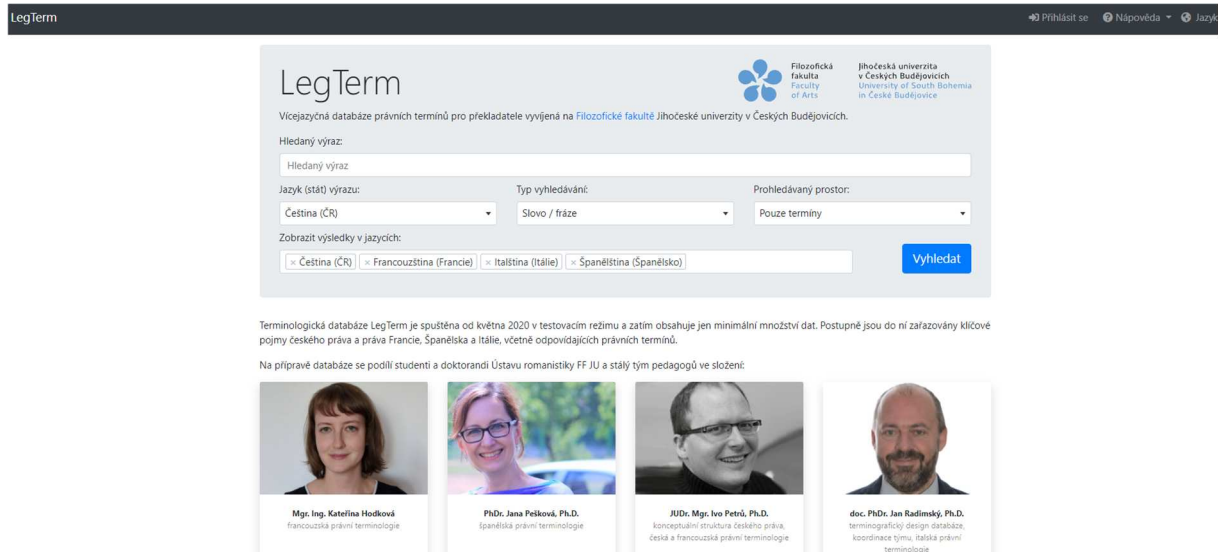 LegTerm
Přihlásit se Nápověda Jazyk
LegTerm
Filozofická
fakulta
Faculty
of Arts
Jihočeská univerzita
v Českých Budějovicích
University of South Bohemia
in České Budějovice
Vícejazyčná databáze právních termínů pro překladatele vyvíjená na Filozofické fakultě Jihočeské univerzity v Českých Budějovicích.
Hledaný výraz:
Hledaný výraz
Jazyk (stát) výrazu: Typ vyhledávání: Prohledávaný prostor:
Čeština (ČR) Slovo / fráze Pouze termíny
Zobrazit výsledky v jazycích:
× Čeština (ČR) × Francouzština (Francie) × Italština (Itálie) × Španělština (Španělsko)
Vyhledat
Terminologická databáze LegTerm je spuštěna od května 2020 v testovacím režimu a zatím obsahuje jen minimální množství dat. Postupně jsou do ní zařazovány klíčové
pojmy českého práva a práva Francie, Španělska a Itálie, včetně odpovídajících právních termínů.
Na přípravě databáze se podílí studenti a doktorandi Ústavu romanistiky FF JU a stálý tým pedagogů ve složení:
Mgr. Ing. Kateřina Hodková
francouzská právní terminologie
PhDr. Jana Pešková, Ph.D.
španělská právní terminologie
JUDr. Mgr. Ivo Petrů, Ph.D.
konceptuální struktura českého práva,
česká a francouzská právní terminologie
doc. PhDr. Jan Radimský, Ph.D.
terminografický design databáze,
koordinace týmu, italská právní
terminologie